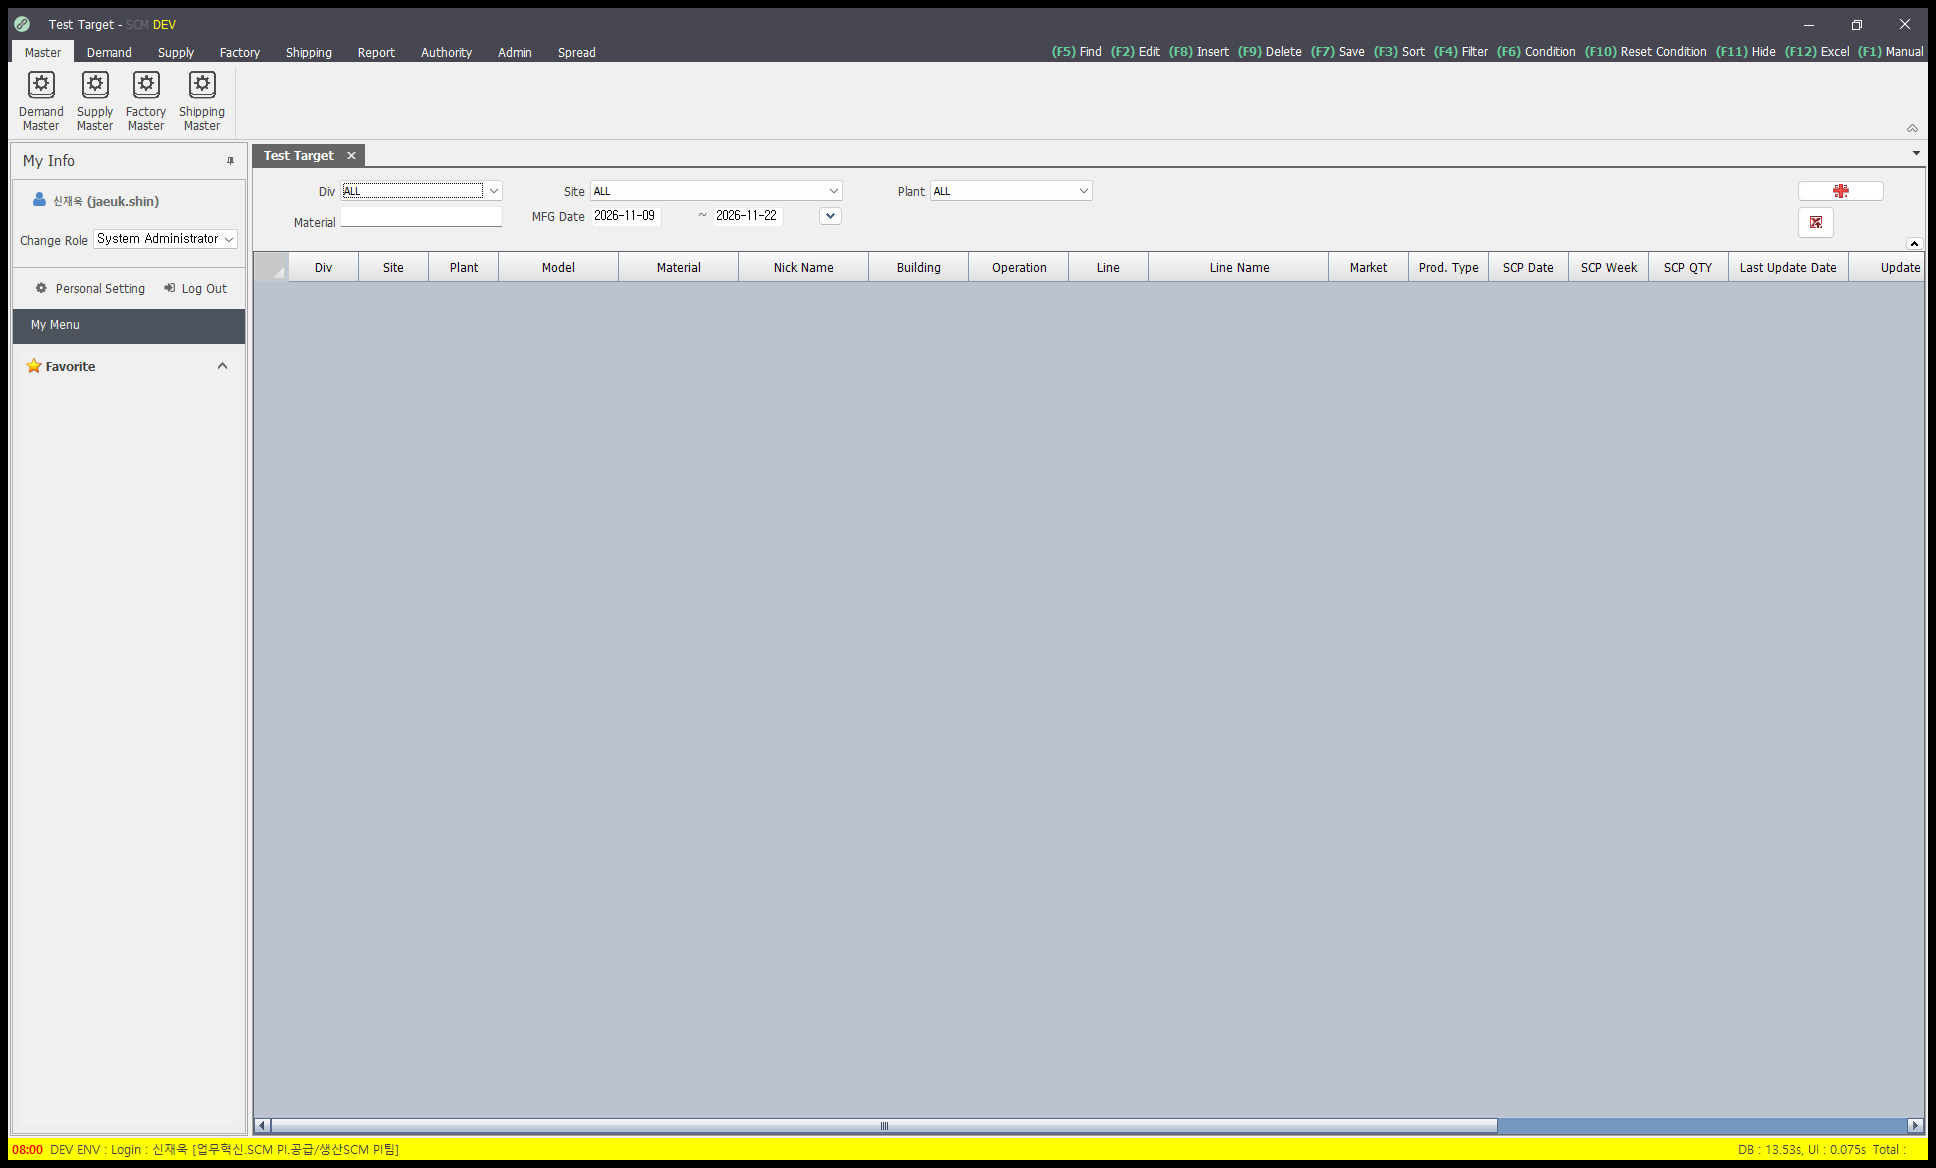 Test Target - SCM DEV
Master Demand Supply Factory Shipping Report Authority Admin Spread
(F5) Find (F2) Edit (F8) Insert (F9) Delete (F7) Save (F3) Sort (F4) Filter (F6) Condition (F10) Reset Condition (F11) Hide (F12) Excel (F1) Manual
Demand Master
Supply Master
Factory Master
Shipping Master
My Info
신재욱 (jaeuk.shin)
Change Role System Administrator
Personal Setting Log Out
My Menu
Favorite
Test Target
Div ALL Site ALL Plant ALL
Material MFG Date 2026-11-09 ~ 2026-11-22
Div Site Plant Model Material Nick Name Building Operation Line Line Name Market Prod. Type SCP Date SCP Week SCP QTY Last Update Date Update
08:00 DEV ENV : Login : 신재욱 [업무혁신.SCM PI.공급/생산SCM PI팀]
DB : 13.53s, UI : 0.075s Total :